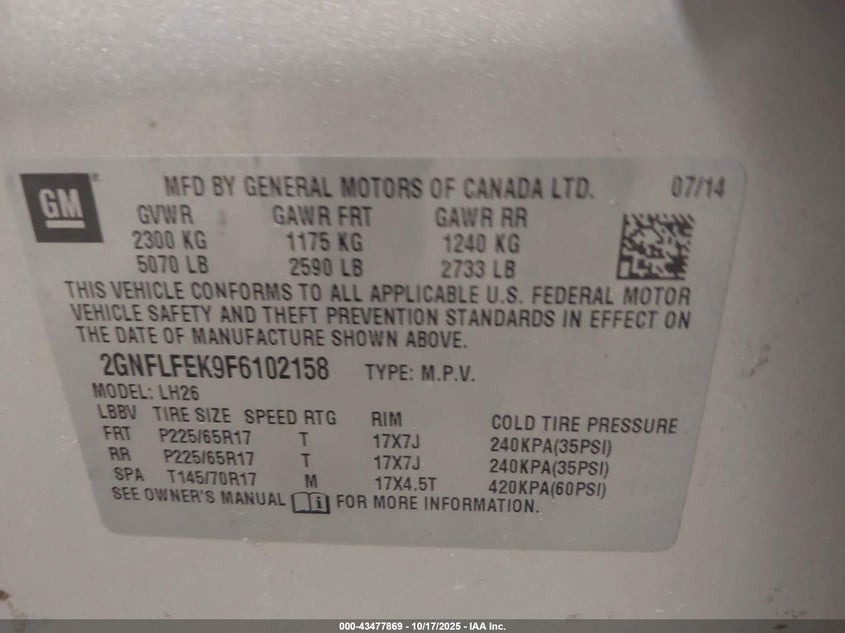 GM
MFD BY GENERAL MOTORS OF CANADA LTD. 07/14
GVWR GAWR FRT GAWR RR
2300 KG 1175 KG 1240 KG
5070 LB 2590 LB 2733 LB
THIS VEHICLE CONFORMS TO ALL APPLICABLE U.S. FEDERAL MOTOR
VEHICLE SAFETY AND THEFT PREVENTION STANDARDS IN EFFECT ON
THE DATE OF MANUFACTURE SHOWN ABOVE.
2GNFLFEK9F6102158 TYPE: M.P.V.
MODEL: LH26
LBBV TIRE SIZE SPEED RTG RIM COLD TIRE PRESSURE
FRT P225/65R17 T 17X7J 240KPA(35PSI)
RR P225/65R17 T 17X7J 240KPA(35PSI)
SPA T145/70R17 M 17X4.5T 420KPA(60PSI)
SEE OWNER'S MANUAL FOR MORE INFORMATION.
000-43477869 | 10/17/2025 - IAA Inc.